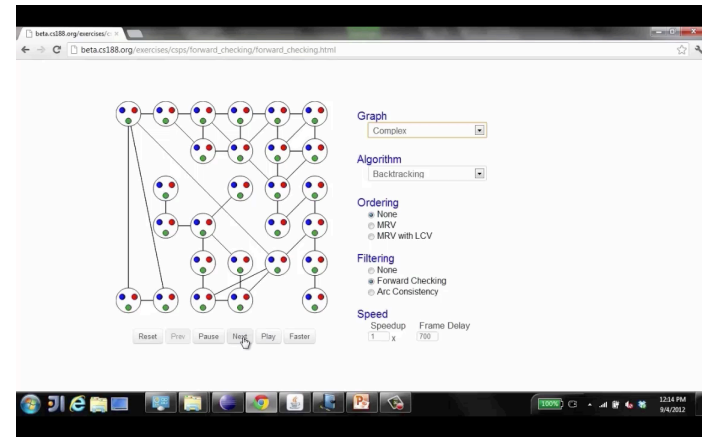 beta.cs188.org/exercises/cs
beta.cs188.org/exercises/csps/forward_checking/forward_checking.html
Graph
Complex
Algorithm
Backtracking
Ordering
None
MRV
MRV with LCV
Filtering
None
Forward Checking
Arc Consistency
Speed
Speedup Frame Delay
1 x 700
Reset Prev Pause Next Play Faster
100%
12:14 PM
9/4/2012